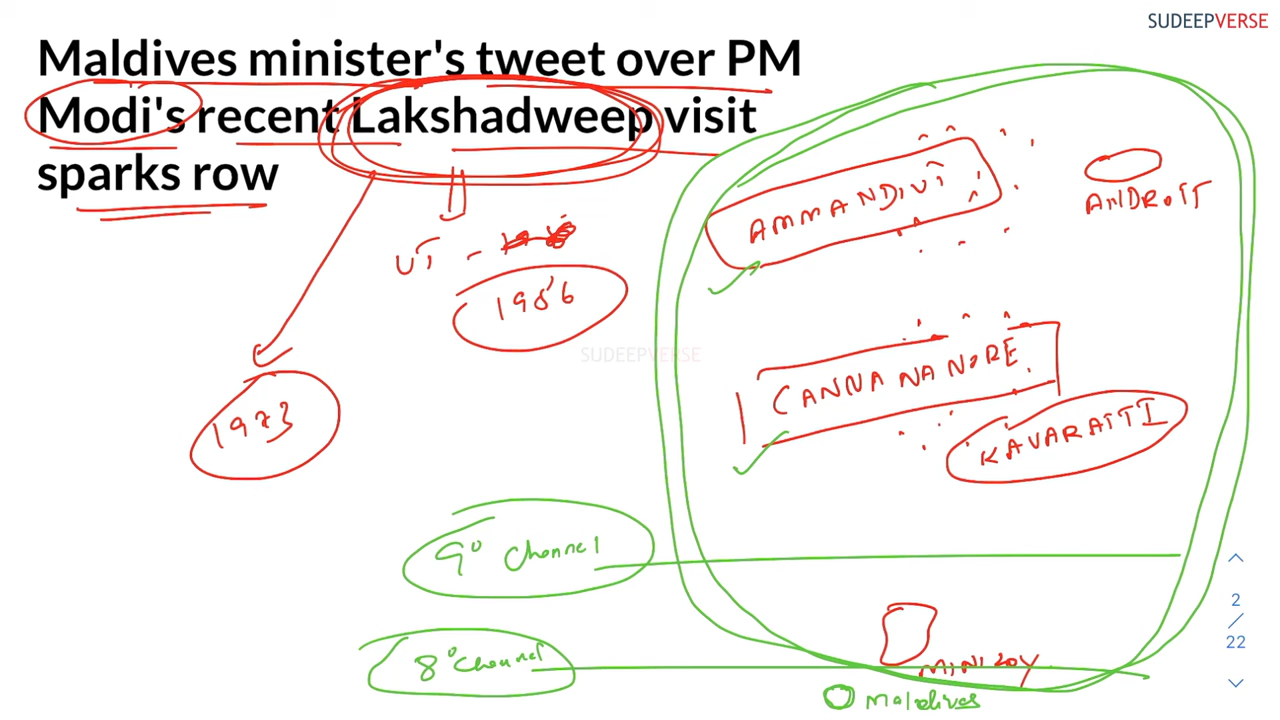 SUDEEPVERSE
Maldives minister's tweet over PM
Modi's recent Lakshadweep visit
sparks row
AMMANDIVI
ANDROTT
UT -
1956
SUDEEPVERSE
CANNANORE
KAVARATTI
1973
9° Channel
2
/
22
8° Channel
MINICOY
Maldives